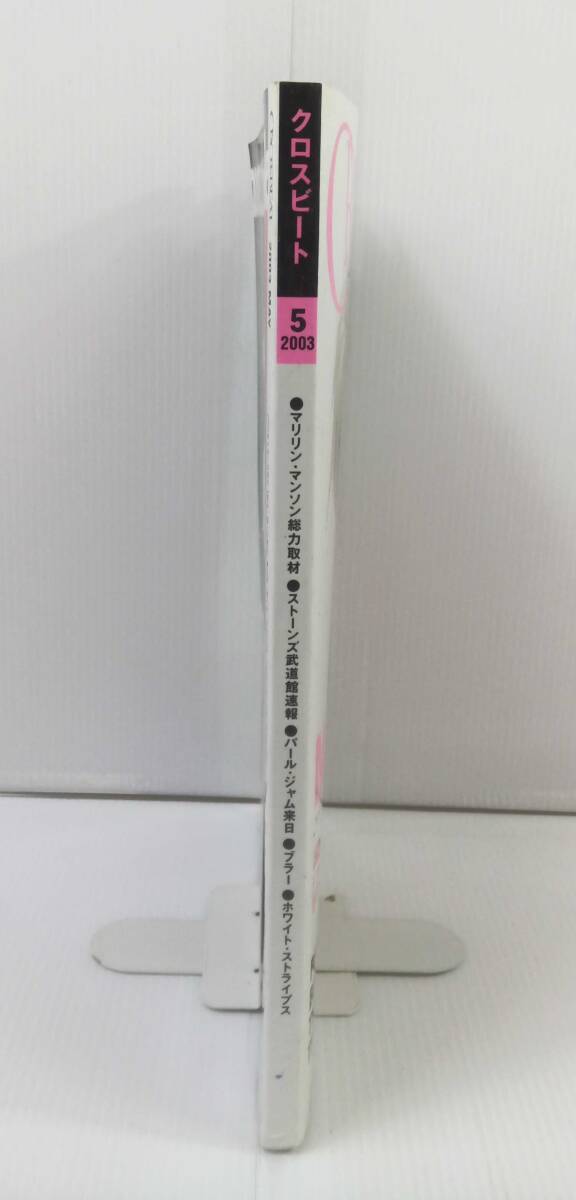 クロスビート
5
2003
●マリリン・マンソン総力取材 ●ストーンズ武道館速報 ●パール・ジャム来日 ●ブラー ●ホワイト・ストライプス